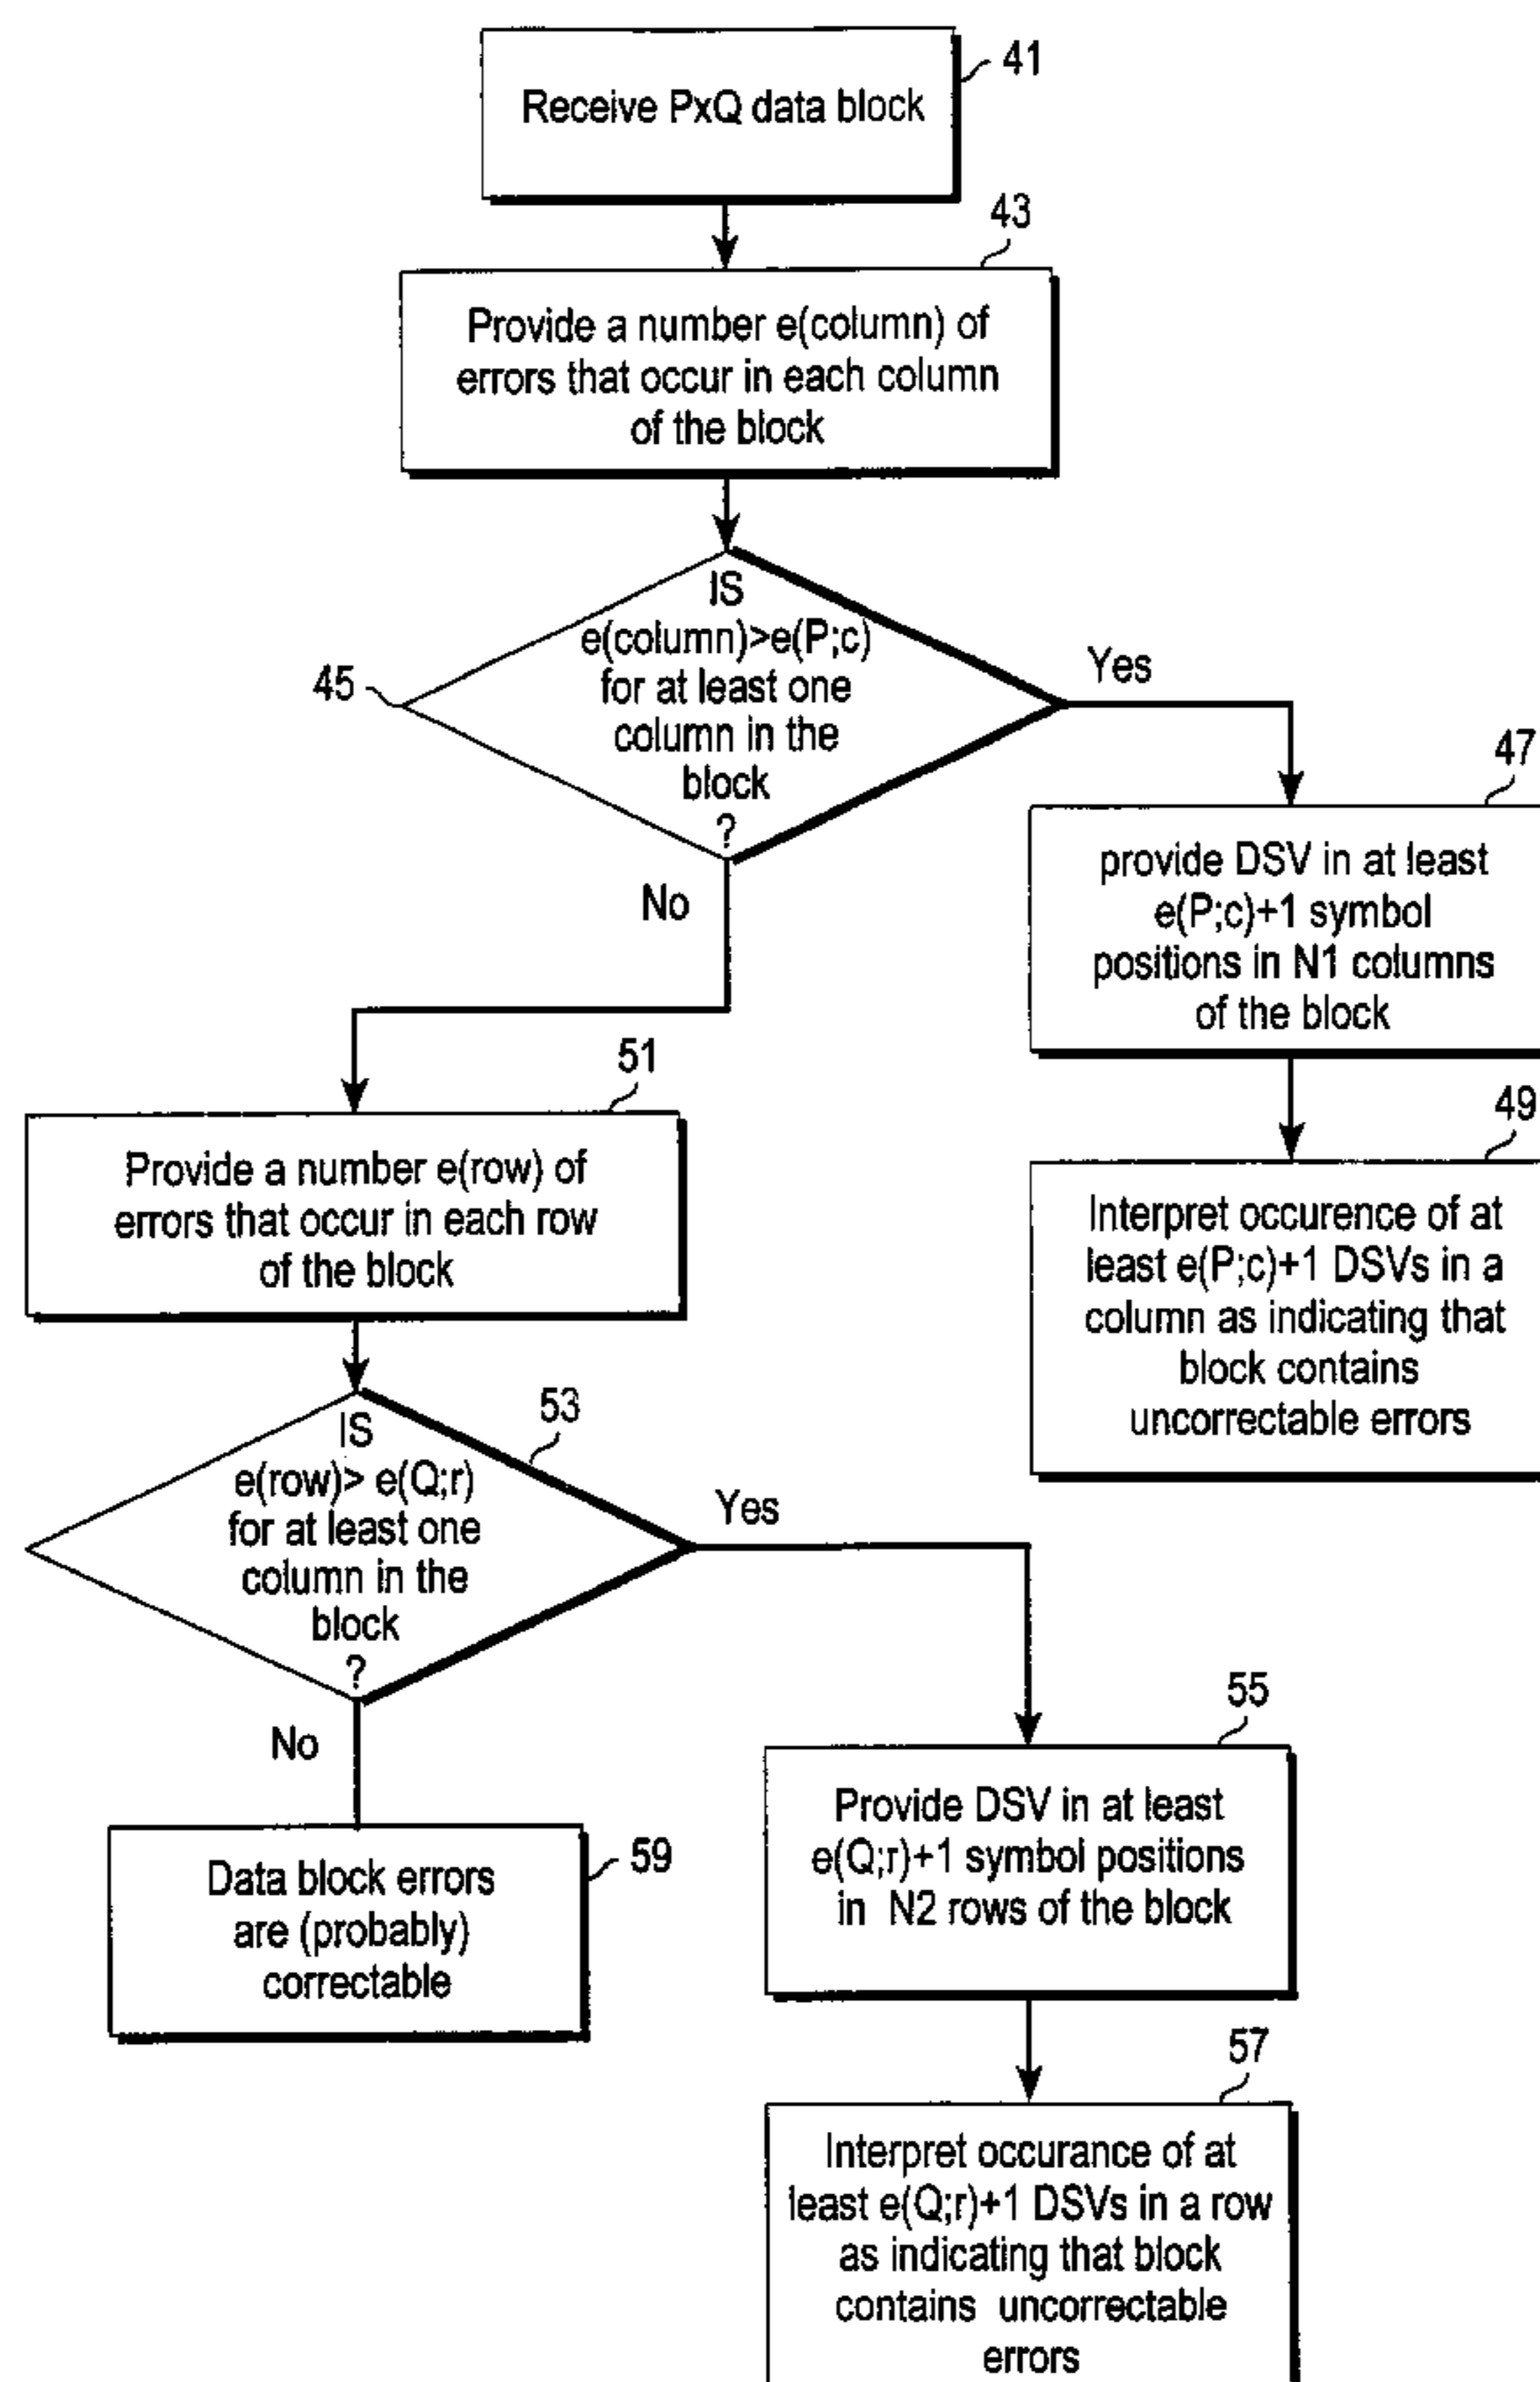 Receive PxQ data block
41
43
Provide a number e(column) of
errors that occur in each column
of the block
IS
e(column)>e(P;c)
for at least one
column in the
block
?
45
Yes
No
47
provide DSV in at least
e(P;c)+1 symbol
positions in N1 columns
of the block
49
Interpret occurence of at
least e(P;c)+1 DSVs in a
column as indicating that
block contains
uncorrectable errors
51
Provide a number e(row) of
errors that occur in each row
of the block
53
IS
e(row)> e(Q;r)
for at least one
column in the
block
?
Yes
No
55
Provide DSV in at least
e(Q;r)+1 symbol positions
in N2 rows of the block
59
Data block errors
are (probably)
correctable
57
Interpret occurance of at
least e(Q;r)+1 DSVs in a row
as indicating that block
contains uncorrectable
errors